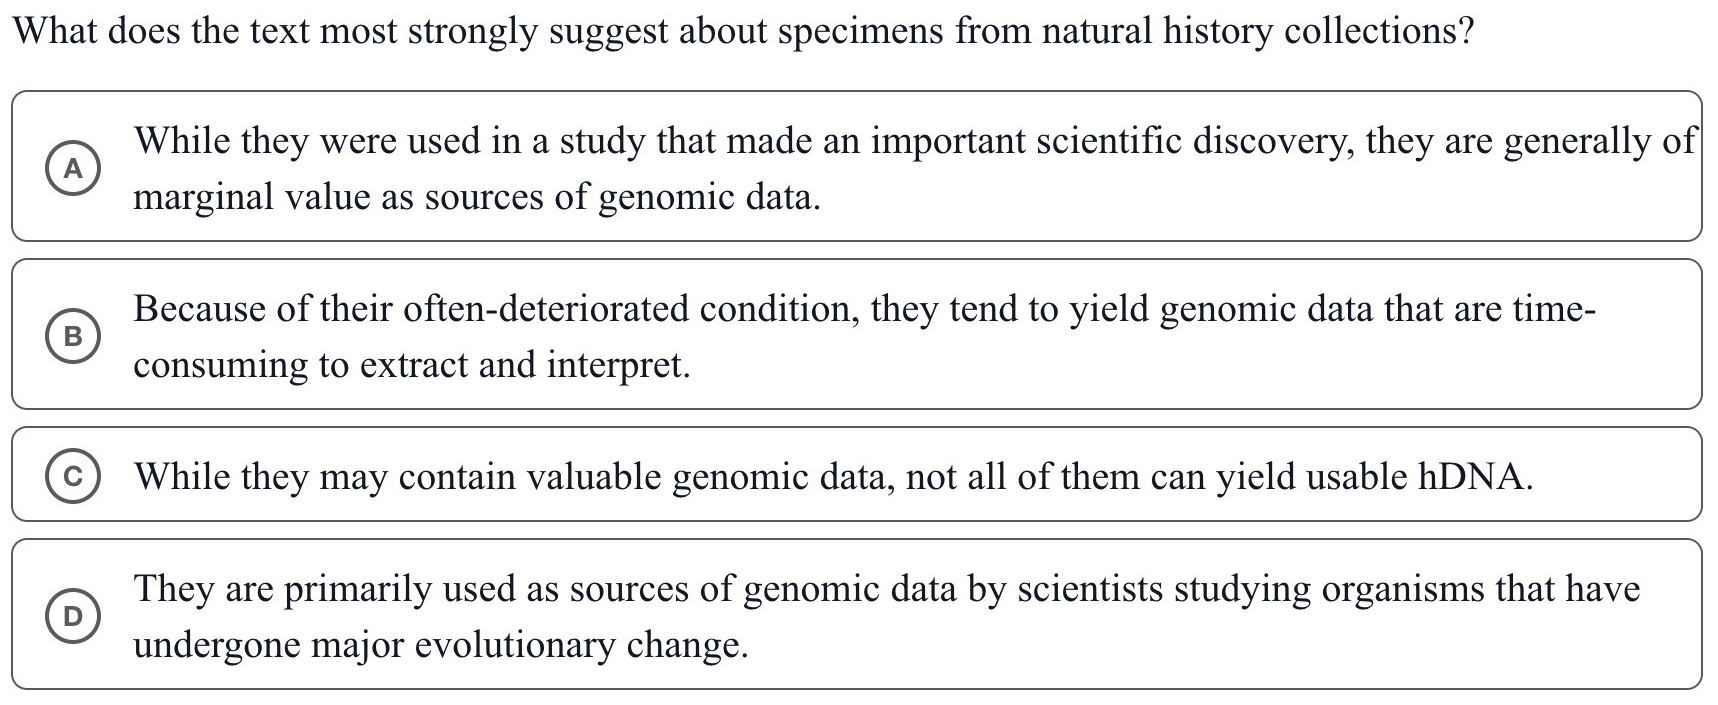 What does the text most strongly suggest about specimens from natural history collections?
A
While they were used in a study that made an important scientific discovery, they are generally of
marginal value as sources of genomic data.
B
Because of their often-deteriorated condition, they tend to yield genomic data that are time-
consuming to extract and interpret.
C
While they may contain valuable genomic data, not all of them can yield usable hDNA.
D
They are primarily used as sources of genomic data by scientists studying organisms that have
undergone major evolutionary change.